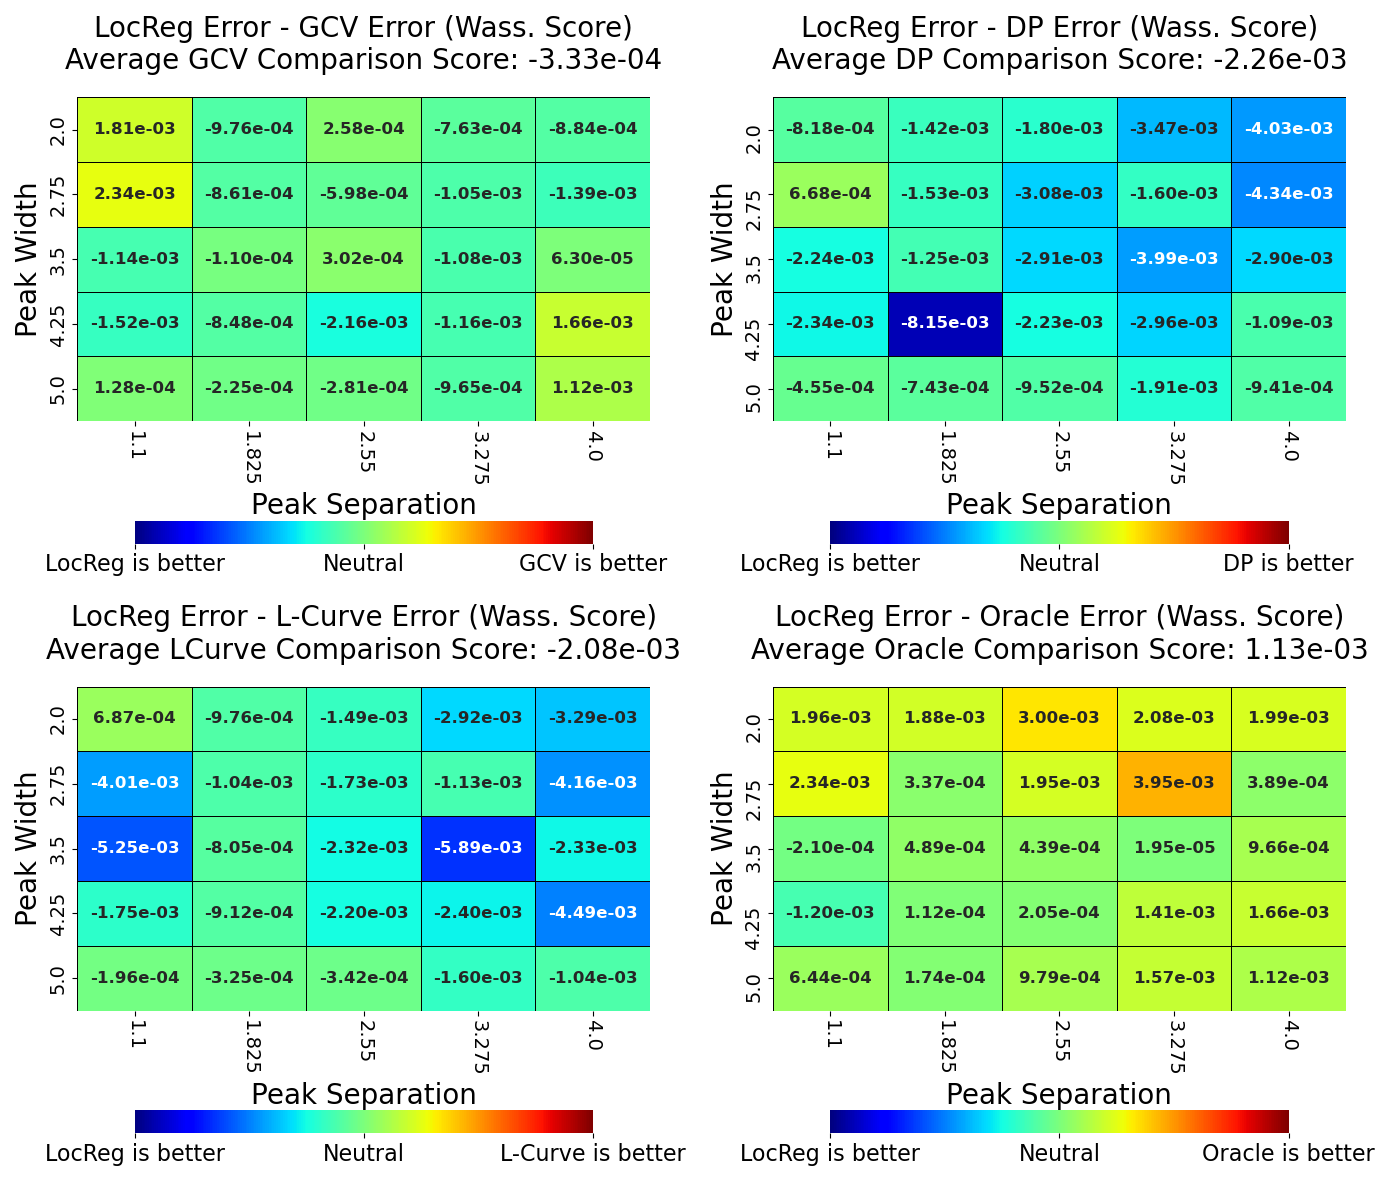 LocReg Error - GCV Error (Wass. Score)
Average GCV Comparison Score: -3.33e-04
Peak Width
2.0 1.81e-03 -9.76e-04 2.58e-04 -7.63e-04 -8.84e-04
2.75 2.34e-03 -8.61e-04 -5.98e-04 -1.05e-03 -1.39e-03
3.5 -1.14e-03 -1.10e-04 3.02e-04 -1.08e-03 6.30e-05
4.25 -1.52e-03 -8.48e-04 -2.16e-03 -1.16e-03 1.66e-03
5.0 1.28e-04 -2.25e-04 -2.81e-04 -9.65e-04 1.12e-03
1.1 1.825 2.55 3.275 4.0
Peak Separation
LocReg is better Neutral GCV is better
LocReg Error - DP Error (Wass. Score)
Average DP Comparison Score: -2.26e-03
Peak Width
2.0 -8.18e-04 -1.42e-03 -1.80e-03 -3.47e-03 -4.03e-03
2.75 6.68e-04 -1.53e-03 -3.08e-03 -1.60e-03 -4.34e-03
3.5 -2.24e-03 -1.25e-03 -2.91e-03 -3.99e-03 -2.90e-03
4.25 -2.34e-03 -8.15e-03 -2.23e-03 -2.96e-03 -1.09e-03
5.0 -4.55e-04 -7.43e-04 -9.52e-04 -1.91e-03 -9.41e-04
1.1 1.825 2.55 3.275 4.0
Peak Separation
LocReg is better Neutral DP is better
LocReg Error - L-Curve Error (Wass. Score)
Average LCurve Comparison Score: -2.08e-03
Peak Width
2.0 6.87e-04 -9.76e-04 -1.49e-03 -2.92e-03 -3.29e-03
2.75 -4.01e-03 -1.04e-03 -1.73e-03 -1.13e-03 -4.16e-03
3.5 -5.25e-03 -8.05e-04 -2.32e-03 -5.89e-03 -2.33e-03
4.25 -1.75e-03 -9.12e-04 -2.20e-03 -2.40e-03 -4.49e-03
5.0 -1.96e-04 -3.25e-04 -3.42e-04 -1.60e-03 -1.04e-03
1.1 1.825 2.55 3.275 4.0
Peak Separation
LocReg is better Neutral L-Curve is better
LocReg Error - Oracle Error (Wass. Score)
Average Oracle Comparison Score: 1.13e-03
Peak Width
2.0 1.96e-03 1.88e-03 3.00e-03 2.08e-03 1.99e-03
2.75 2.34e-03 3.37e-04 1.95e-03 3.95e-03 3.89e-04
3.5 -2.10e-04 4.89e-04 4.39e-04 1.95e-05 9.66e-04
4.25 -1.20e-03 1.12e-04 2.05e-04 1.41e-03 1.66e-03
5.0 6.44e-04 1.74e-04 9.79e-04 1.57e-03 1.12e-03
1.1 1.825 2.55 3.275 4.0
Peak Separation
LocReg is better Neutral Oracle is better